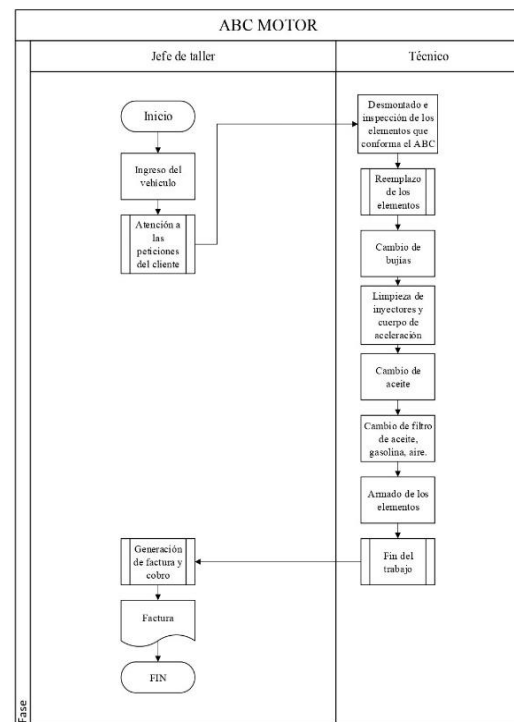 ABC MOTOR
Jefe de taller
Técnico
Inicio
Ingreso del
vehículo
Atención a
las
peticiones
del cliente
Desmontado e
inspección de los
elementos que
conforma el ABC
Reemplazo
de los
elementos
Cambio de
bujías
Limpieza de
inyectores y
cuerpo de
aceleración
Cambio de
aceite
Cambio de filtro
de aceite,
gasolina, aire.
Armado de los
elementos
Fin del
trabajo
Generación
de factura y
cobro
Factura
FIN
Fase